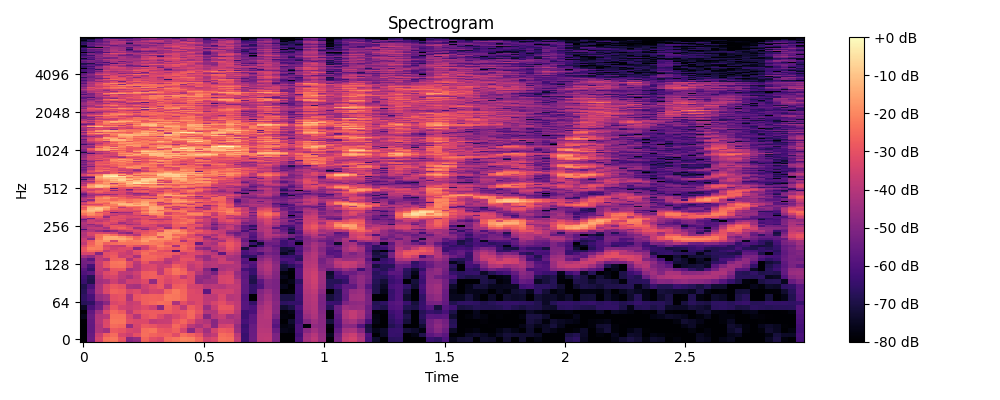 Spectrogram
Hz
4096
2048
1024
512
256
128
64
0
0
0.5
1
1.5
2
2.5
Time
+0 dB
-10 dB
-20 dB
-30 dB
-40 dB
-50 dB
-60 dB
-70 dB
-80 dB